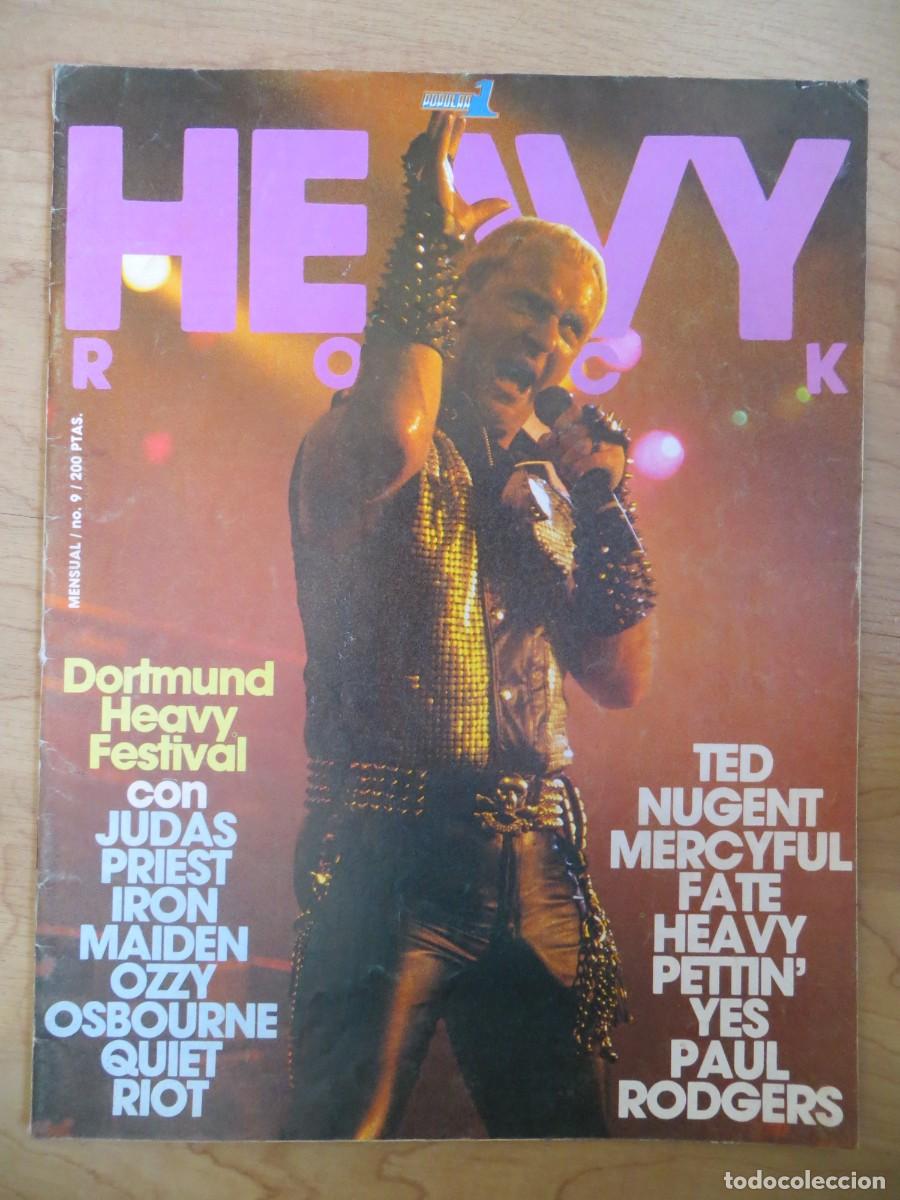 POPULAR 1
HEAVY
ROCK
MENSUAL / no. 9 / 200 PTAS.
Dortmund
Heavy
Festival
con
JUDAS
PRIEST
IRON
MAIDEN
OZZY
OSBOURNE
QUIET
RIOT
TED
NUGENT
MERCYFUL
FATE
HEAVY
PETTIN'
YES
PAUL
RODGERS
todocoleccion